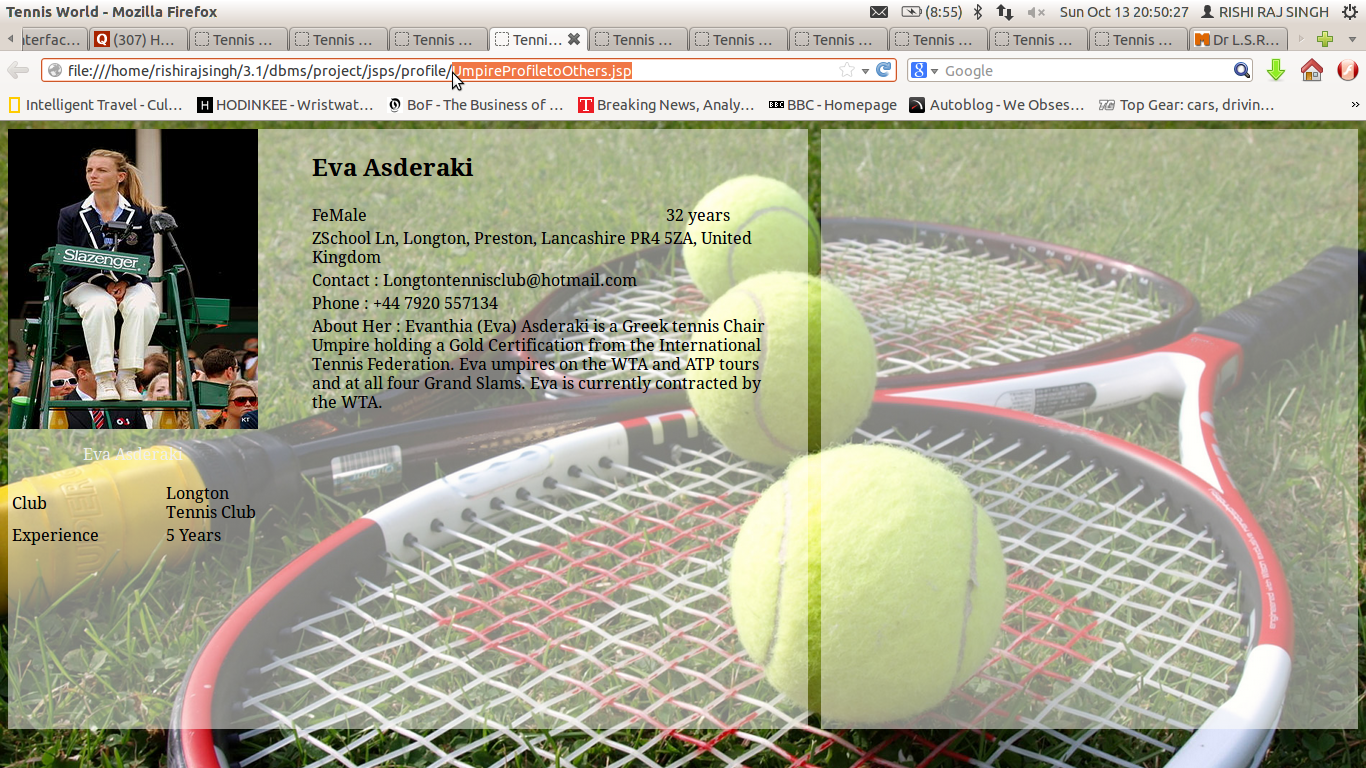 Tennis World - Mozilla Firefox
(8:55) Sun Oct 13 20:50:27 RISHI RAJ SINGH
nterfac… (307) H… Tennis … Tennis … Tennis … Tenni… Tennis … Tennis … Tennis … Tennis … Tennis … Tennis … Dr L.S.R…
file:///home/rishirajsingh/3.1/dbms/project/jsps/profile/UmpireProfiletoOthers.jsp Google
Intelligent Travel - Cul… HODINKEE - Wristwat… BoF - The Business of … Breaking News, Analy… BBC - Homepage Autoblog - We Obses… Top Gear: cars, drivin… »
Slazenger
Eva Asderaki
Club Longton
Tennis Club
Experience 5 Years
Eva Asderaki
FeMale 32 years
ZSchool Ln, Longton, Preston, Lancashire PR4 5ZA, United
Kingdom
Contact : Longtontennisclub@hotmail.com
Phone : +44 7920 557134
About Her : Evanthia (Eva) Asderaki is a Greek tennis Chair
Umpire holding a Gold Certification from the International
Tennis Federation. Eva umpires on the WTA and ATP tours
and at all four Grand Slams. Eva is currently contracted by
the WTA.